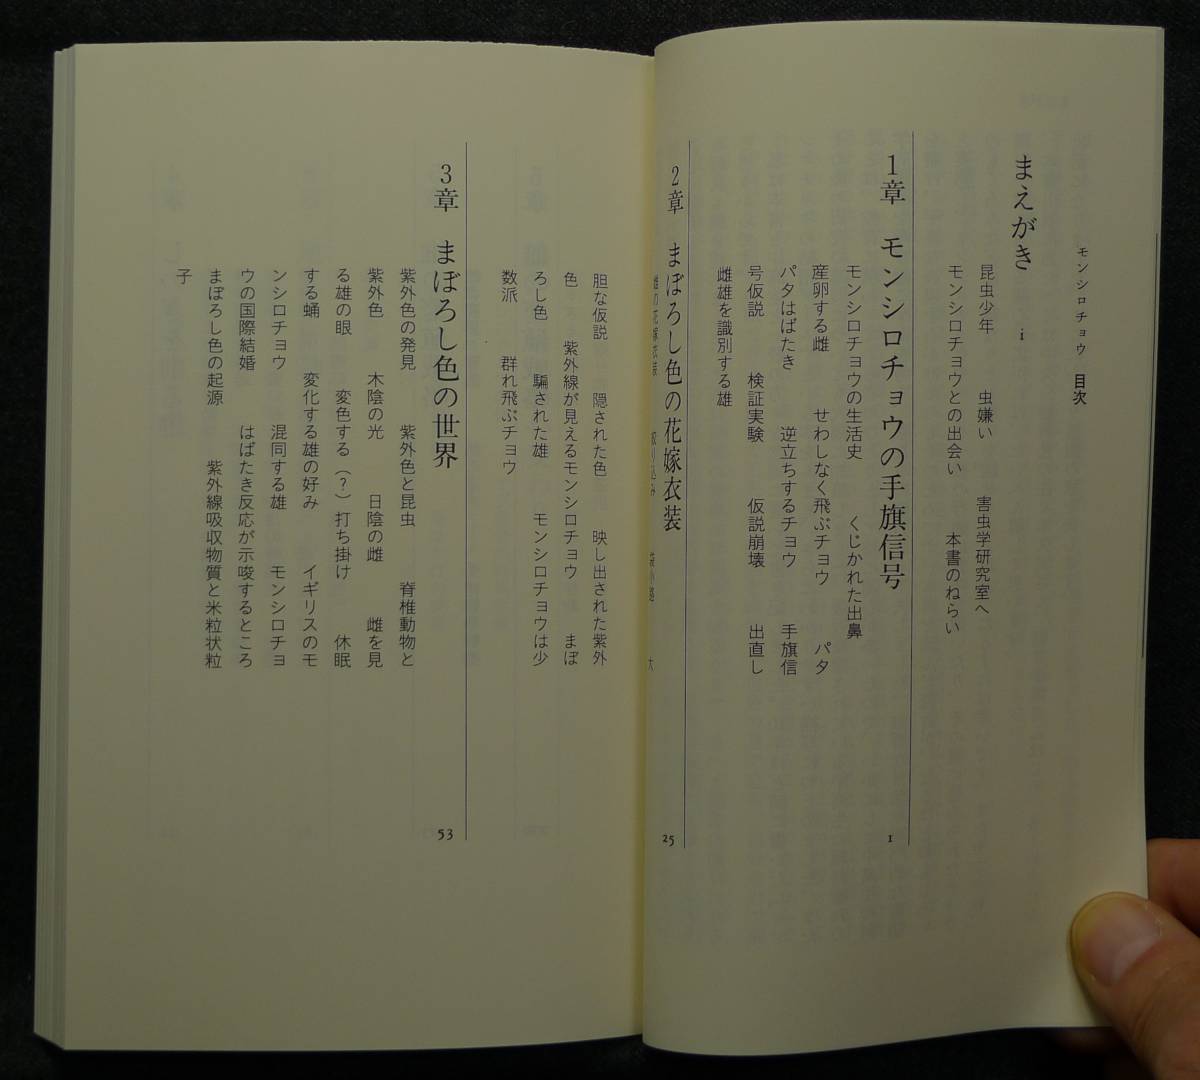 モンシロチョウ 目次
まえがき i
昆虫少年 虫嫌い 害虫学研究室へ
モンシロチョウとの出会い 本書のねらい
1章 モンシロチョウの手旗信号 1
モンシロチョウの生活史 くじかれた出鼻
産卵する雌 せわしなく飛ぶチョウ パタ
パタはばたき 逆立ちするチョウ 手旗信
号仮説 検証実験 仮説崩壊 出直し
雌雄を識別する雄
2章 まぼろし色の花嫁衣装 25
胆な仮説 隠された色 映し出された紫外
色 紫外線が見えるモンシロチョウ まぼ
ろし色 騙された雄 モンシロチョウは少
数派 群れ飛ぶチョウ
3章 まぼろし色の世界 53
紫外色の発見 紫外色と昆虫 脊椎動物と
紫外色 木陰の光 日陰の雌 雌を見
る雄の眼 変色する（？）打ち掛け 休眠
する蛹 変化する雄の好み イギリスのモ
ンシロチョウ 混同する雄 モンシロチョ
ウの国際結婚 はばたき反応が示唆するところ
まぼろし色の起源 紫外線吸収物質と米粒状粒
子